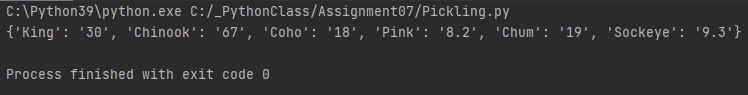 C:\Python39\python.exe C:/_PythonClass/Assignment07/Pickling.py
{'King': '30', 'Chinook': '67', 'Coho': '18', 'Pink': '8.2', 'Chum': '19', 'Sockeye': '9.3'}
Process finished with exit code 0